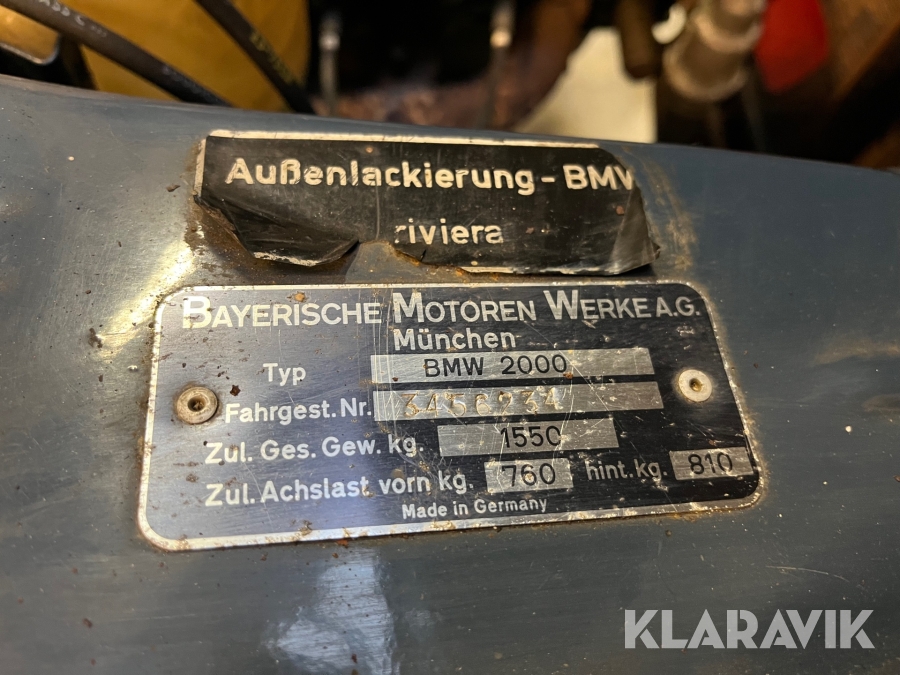 Außenlackierung - BMW
riviera
BAYERISCHE MOTOREN WERKE A.G.
München
Typ BMW 2000
Fahrgest. Nr.
Zul. Ges. Gew. kg. 1550
Zul. Achslast vorn kg. 760 hint. kg. 810
Made in Germany
KLARAVIK